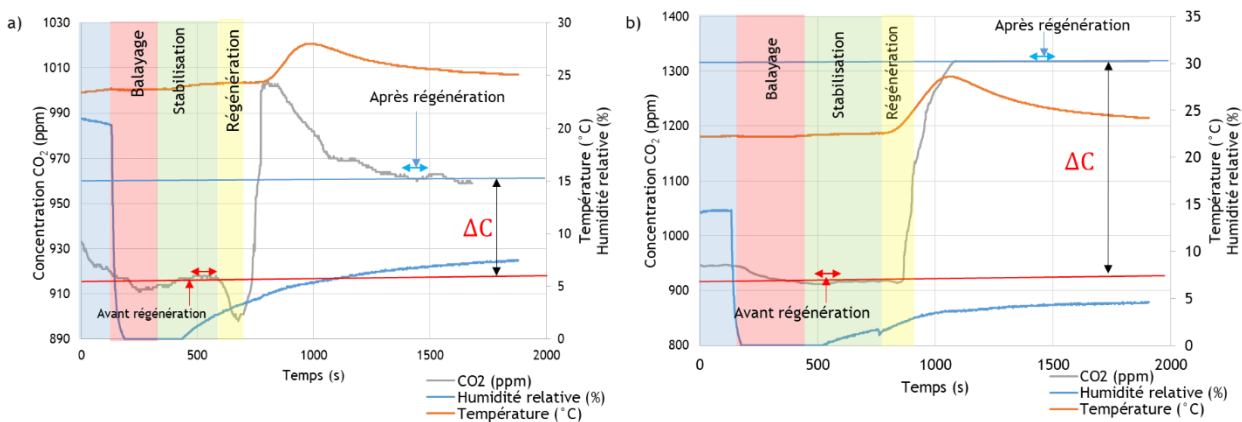 a)
1030
1010
990
970
950
930
910
890
Concentration CO₂ (ppm)
Balayage
Stabilisation
Régénération
Après régénération
ΔC
Avant régénération
30
25
20
15
10
5
0
Température (˚C)
Humidité relative (%)
0
500
1000
1500
2000
Temps (s)
CO2 (ppm)
Humidité relative (%)
Température (˚C)
b)
1400
1300
1200
1100
1000
900
800
Concentration CO₂ (ppm)
Balayage
Stabilisation
Régénération
Après régénération
ΔC
Avant régénération
35
30
25
20
15
10
5
0
Température (˚C)
Humidité relative (%)
0
500
1000
1500
2000
Temps (s)
CO2 (ppm)
Humidité relative (%)
Température (˚C)